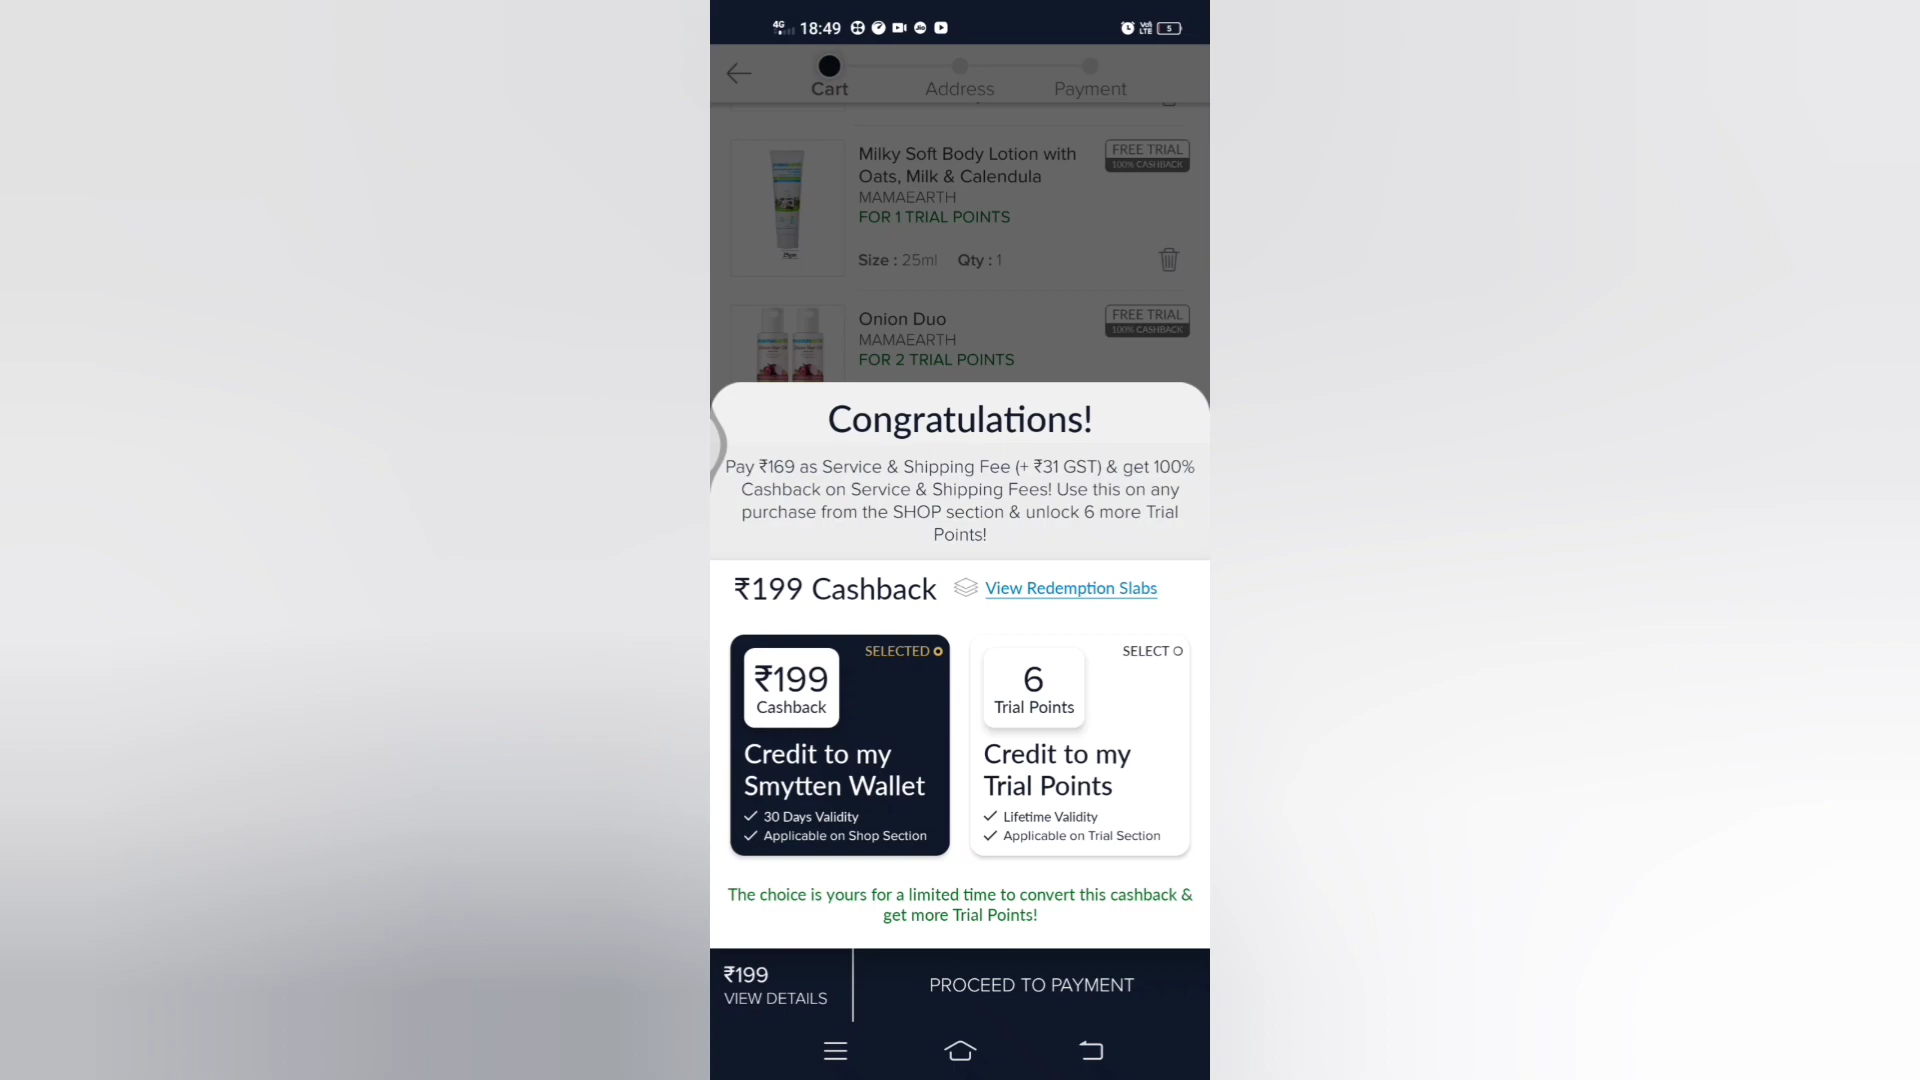 4G 18:49 Vo) LTE 5
Cart Address Payment
Milky Soft Body Lotion with
Oats, Milk & Calendula
MAMAEARTH
FOR 1 TRIAL POINTS
FREE TRIAL
100% CASHBACK
Size : 25ml Qty : 1
Onion Duo
MAMAEARTH
FOR 2 TRIAL POINTS
FREE TRIAL
100% CASHBACK
Congratulations!
Pay ₹169 as Service & Shipping Fee (+ ₹31 GST) & get 100%
Cashback on Service & Shipping Fees! Use this on any
purchase from the SHOP section & unlock 6 more Trial
Points!
₹199 Cashback View Redemption Slabs
SELECTED
₹199
Cashback
Credit to my
Smytten Wallet
30 Days Validity
Applicable on Shop Section
SELECT
6
Trial Points
Credit to my
Trial Points
Lifetime Validity
Applicable on Trial Section
The choice is yours for a limited time to convert this cashback &
get more Trial Points!
₹199
VIEW DETAILS
PROCEED TO PAYMENT